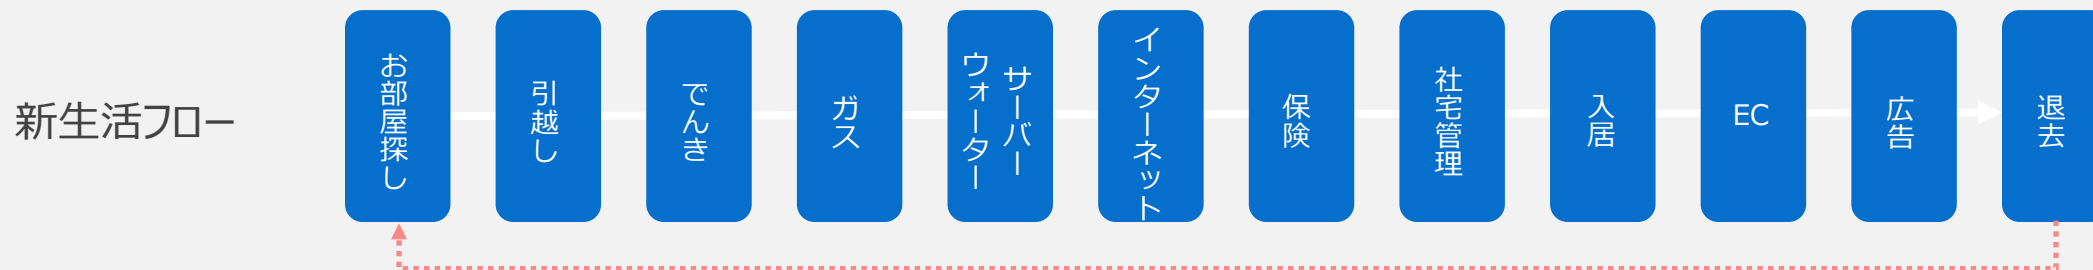 新生活フロー
お部屋探し
引越し
でんき
ガス
サーバー
ウォーター
インターネット
保険
社宅管理
入居
EC
広告
退去